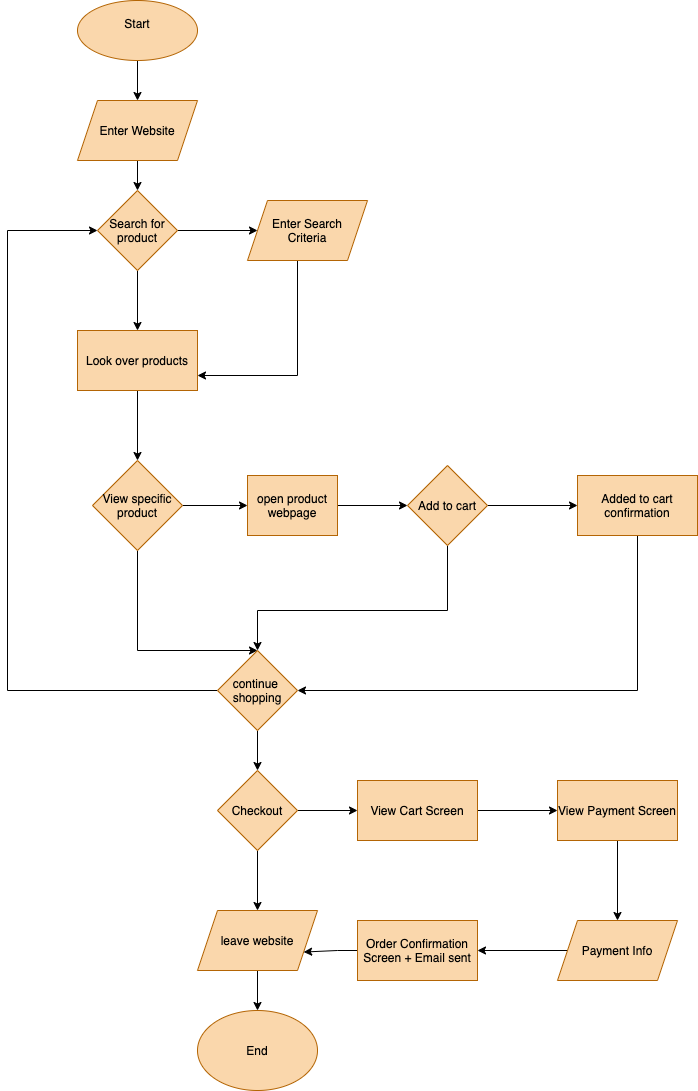 Start
Enter Website
Search for
product
Enter Search
Criteria
Look over products
View specific
product
open product
webpage
Add to cart
Added to cart
confirmation
continue
shopping
Checkout
View Cart Screen
View Payment Screen
leave website
Order Confirmation
Screen + Email sent
Payment Info
End